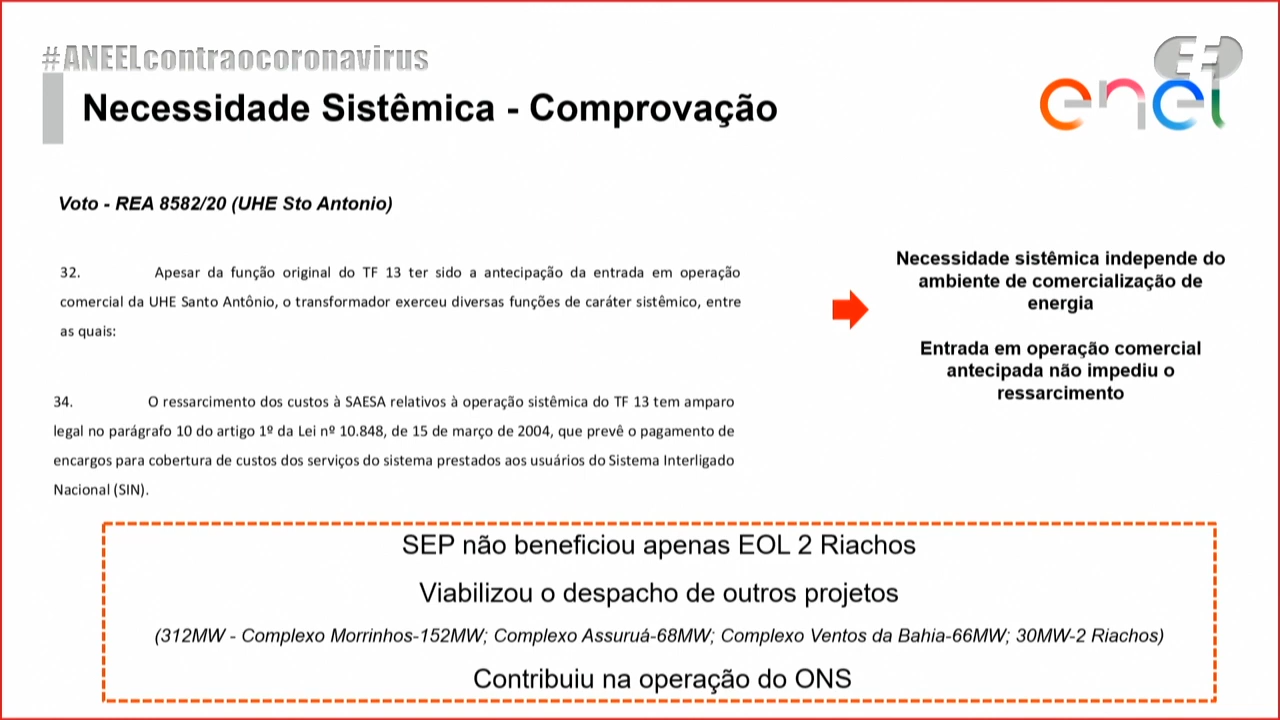 #ANEELcontraocoronavirus
Necessidade Sistêmica - Comprovação
enel
Voto - REA 8582/20 (UHE Sto Antonio)
32. Apesar da função original do TF 13 ter sido a antecipação da entrada em operação
comercial da UHE Santo Antônio, o transformador exerceu diversas funções de caráter sistêmico, entre
as quais:
34. O ressarcimento dos custos à SAESA relativos à operação sistêmica do TF 13 tem amparo
legal no parágrafo 10 do artigo 1º da Lei nº 10.848, de 15 de março de 2004, que prevê o pagamento de
encargos para cobertura de custos dos serviços do sistema prestados aos usuários do Sistema Interligado
Nacional (SIN).
Necessidade sistêmica independe do
ambiente de comercialização de
energia
Entrada em operação comercial
antecipada não impediu o
ressarcimento
SEP não beneficiou apenas EOL 2 Riachos
Viabilizou o despacho de outros projetos
(312MW - Complexo Morrinhos-152MW; Complexo Assuruá-68MW; Complexo Ventos da Bahia-66MW; 30MW-2 Riachos)
Contribuiu na operação do ONS